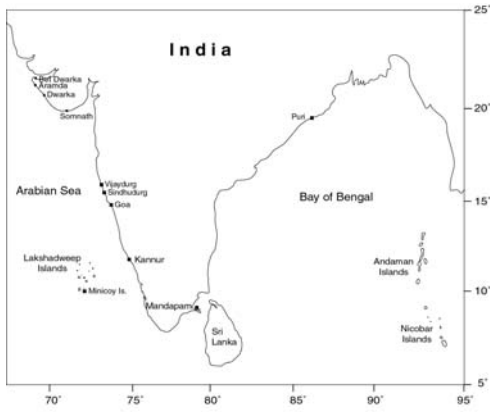 25°
India
Bet Dwarka
Aramda
Dwarka
Somnath
20°
Puri
Vijaydurg
Sindhudurg
Goa
Arabian Sea
Bay of Bengal
15°
Kannur
Lakshadweep
Islands
Minicoy Is.
Andaman
Islands
10°
Mandapam
Sri
Lanka
Nicobar
Islands
5°
70°
75°
80°
85°
90°
95°